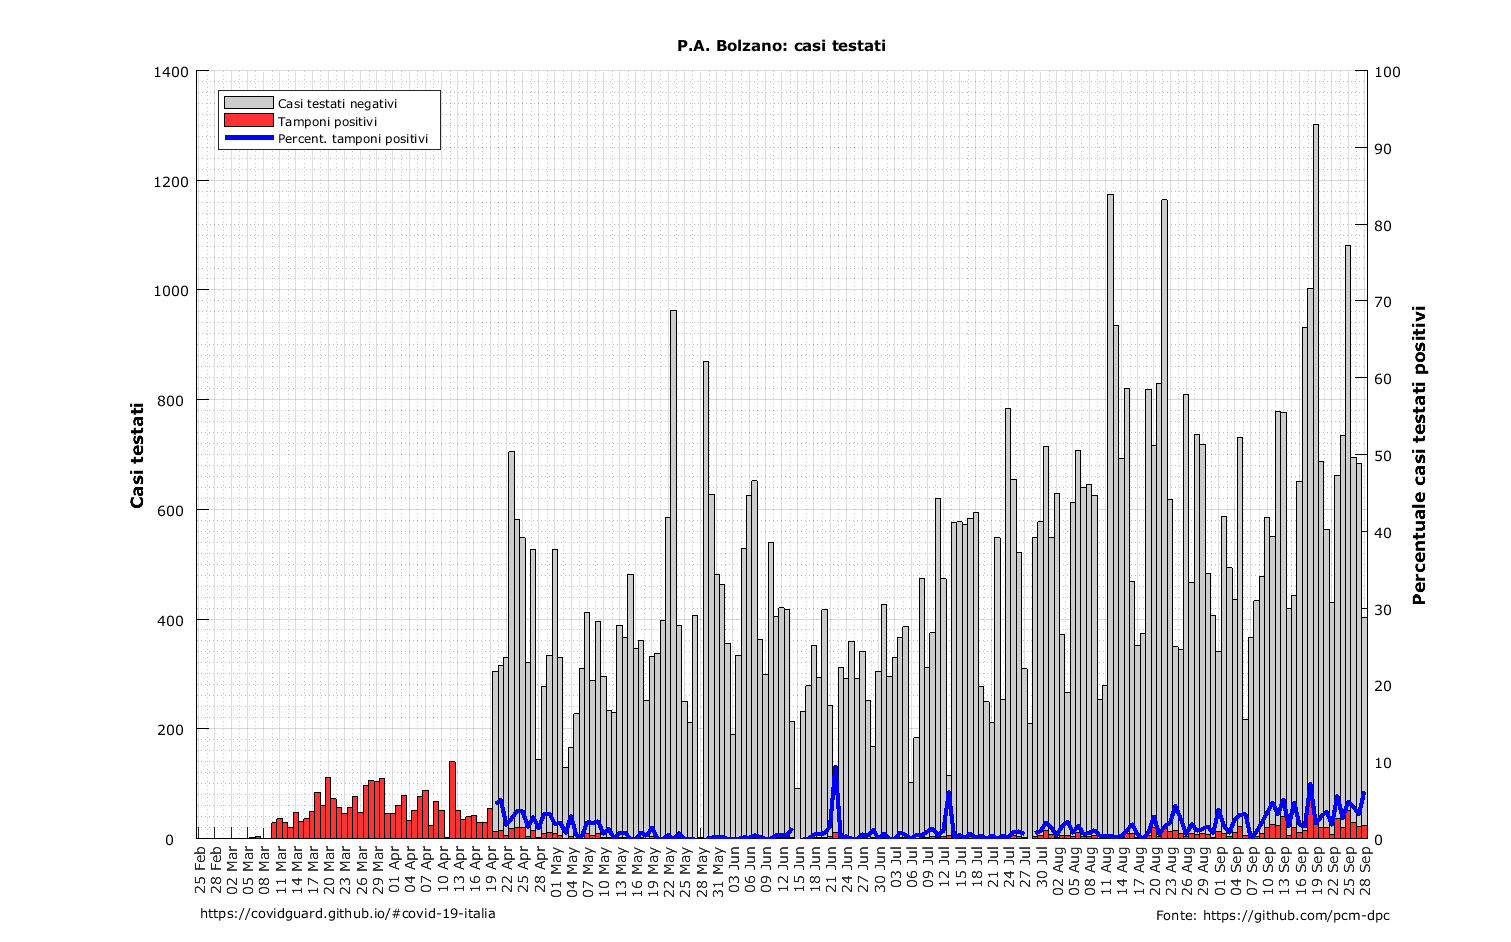 P.A. Bolzano: casi testati
Casi testati negativi
Tamponi positivi
Percent. tamponi positivi
Casi testati
1400
1200
1000
800
600
400
200
0
100
90
80
70
60
50
40
30
20
10
0
Percentuale casi testati positivi
25 Feb
28 Feb
02 Mar
05 Mar
08 Mar
11 Mar
14 Mar
17 Mar
20 Mar
23 Mar
26 Mar
29 Mar
01 Apr
04 Apr
07 Apr
10 Apr
13 Apr
16 Apr
19 Apr
22 Apr
25 Apr
28 Apr
01 May
04 May
07 May
10 May
13 May
16 May
19 May
22 May
25 May
28 May
31 May
03 Jun
06 Jun
09 Jun
12 Jun
15 Jun
18 Jun
21 Jun
24 Jun
27 Jun
30 Jun
03 Jul
06 Jul
09 Jul
12 Jul
15 Jul
18 Jul
21 Jul
24 Jul
27 Jul
30 Jul
02 Aug
05 Aug
08 Aug
11 Aug
14 Aug
17 Aug
20 Aug
23 Aug
26 Aug
29 Aug
01 Sep
04 Sep
07 Sep
10 Sep
13 Sep
16 Sep
19 Sep
22 Sep
25 Sep
28 Sep
https://covidguard.github.io/#covid-19-italia
Fonte: https://github.com/pcm-dpc